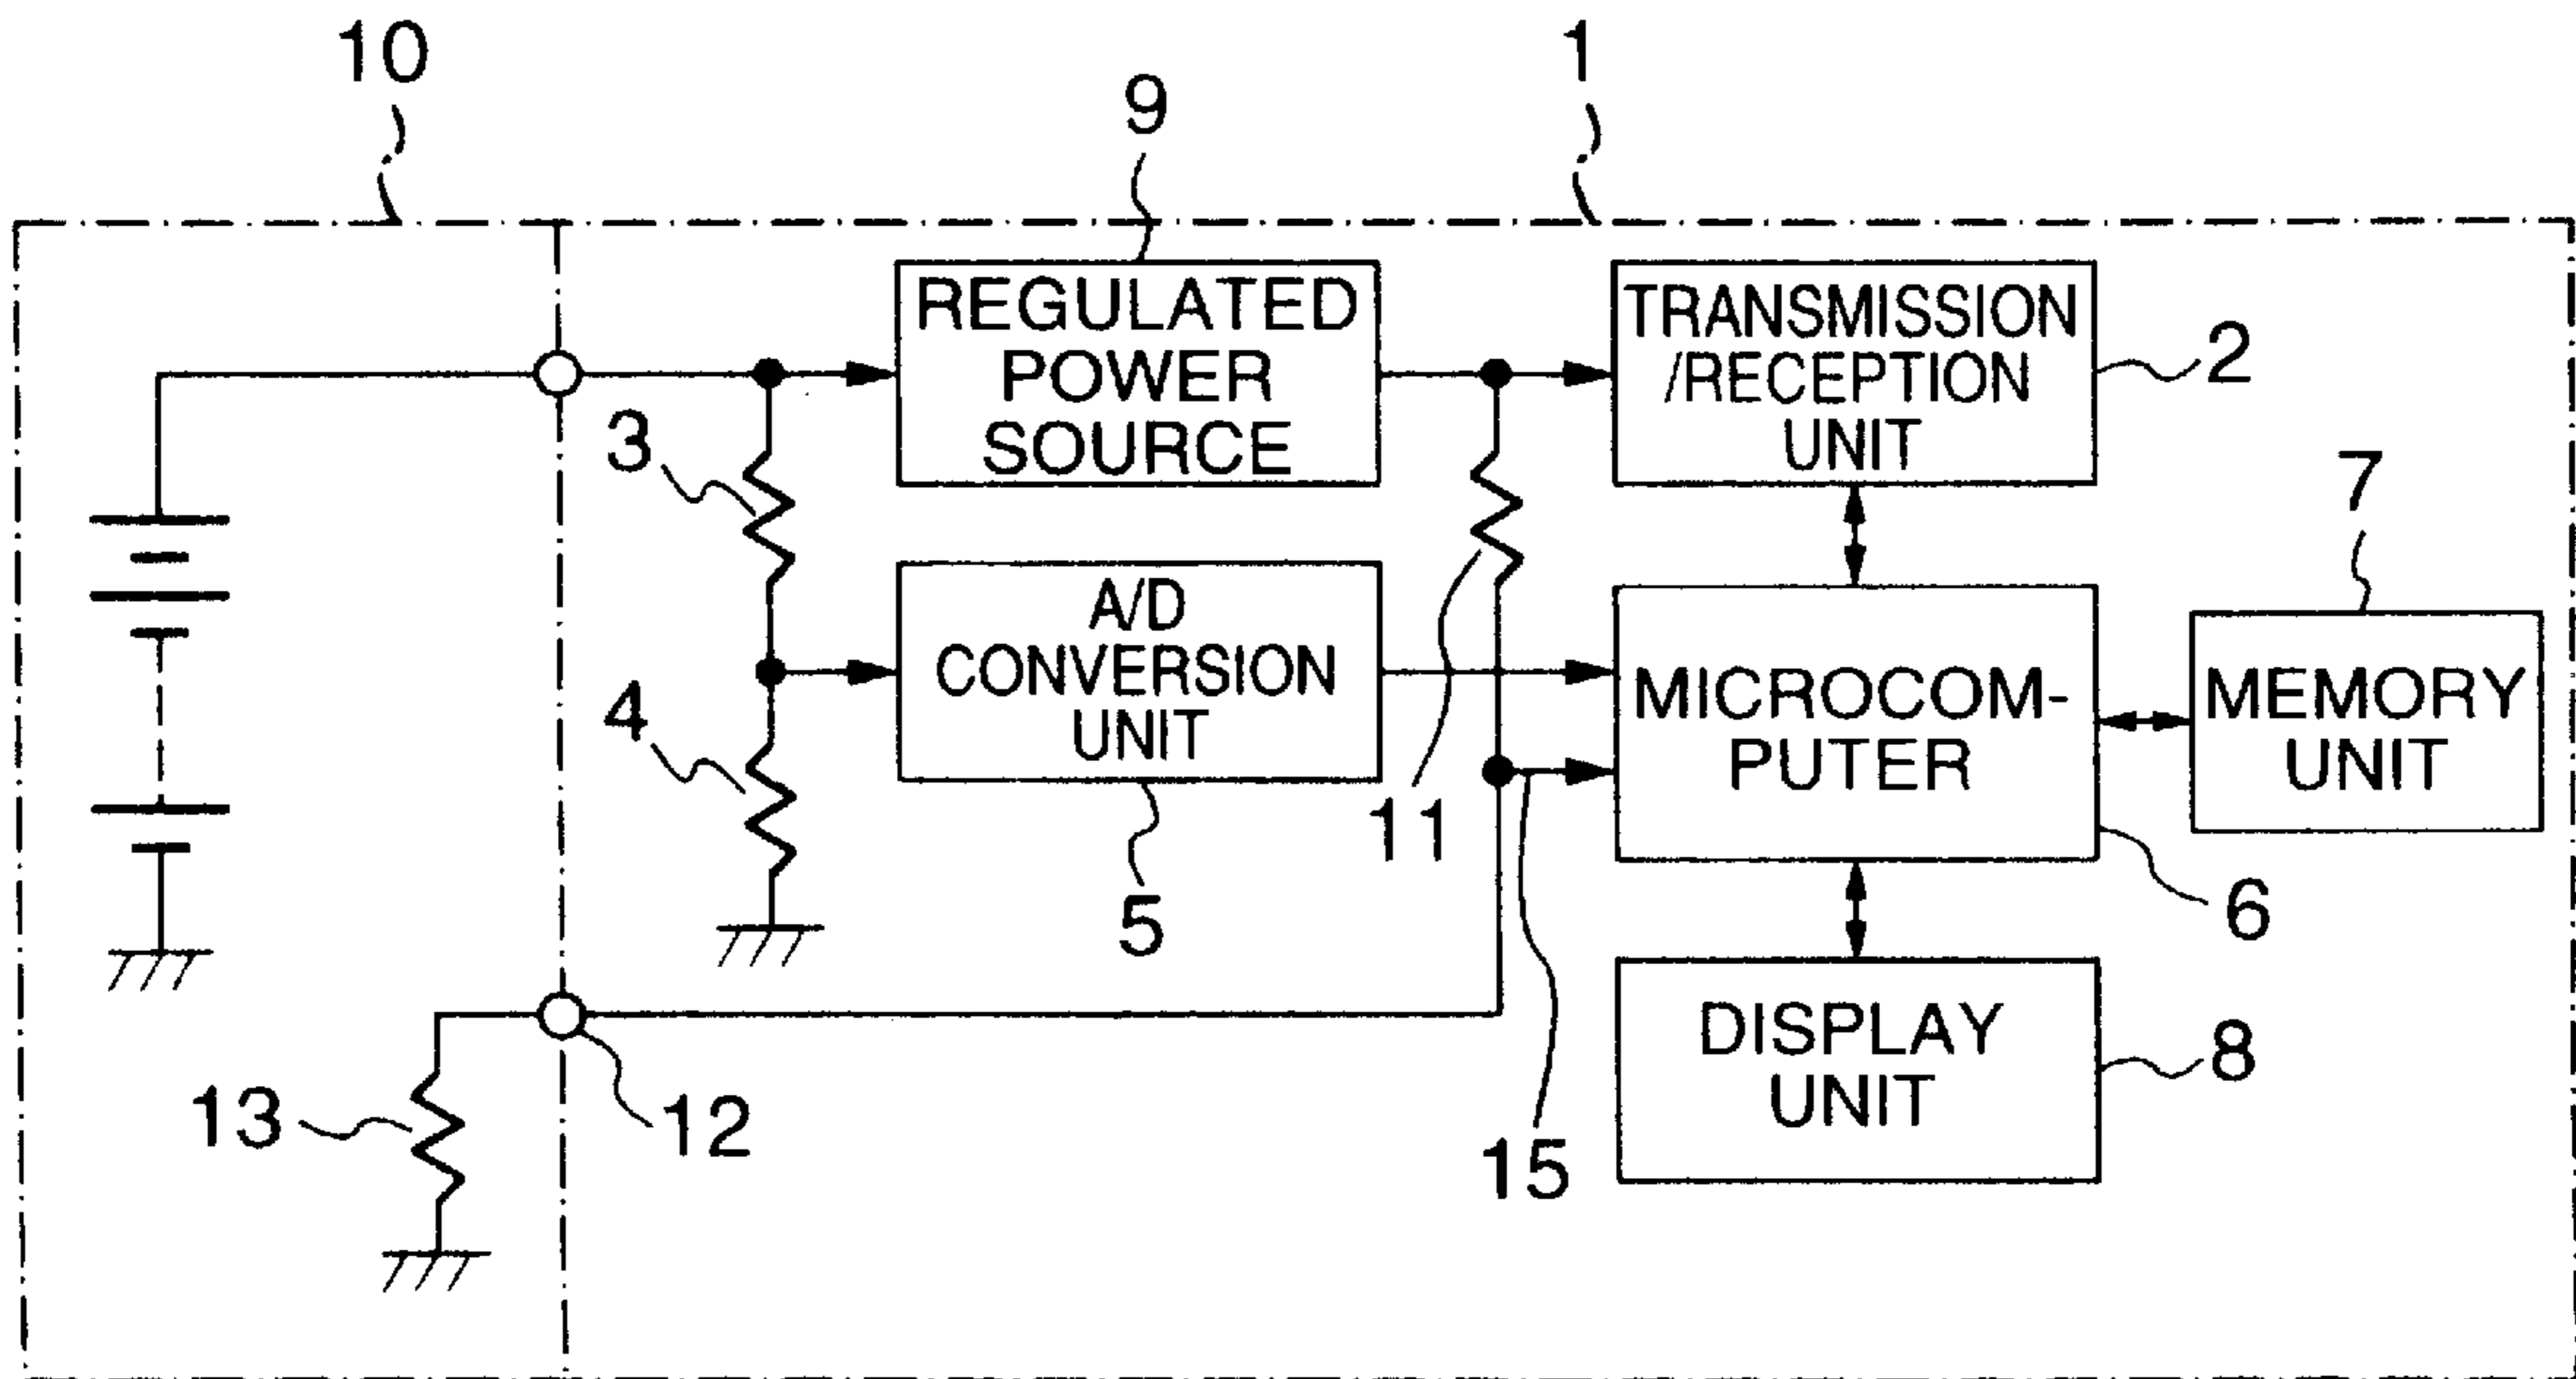 10
1
9
REGULATED
POWER
SOURCE
TRANSMISSION
/RECEPTION
UNIT
2
3
7
A/D
CONVERSION
UNIT
MICROCOM-
PUTER
MEMORY
UNIT
4
11
5
6
DISPLAY
UNIT
8
13
12
15